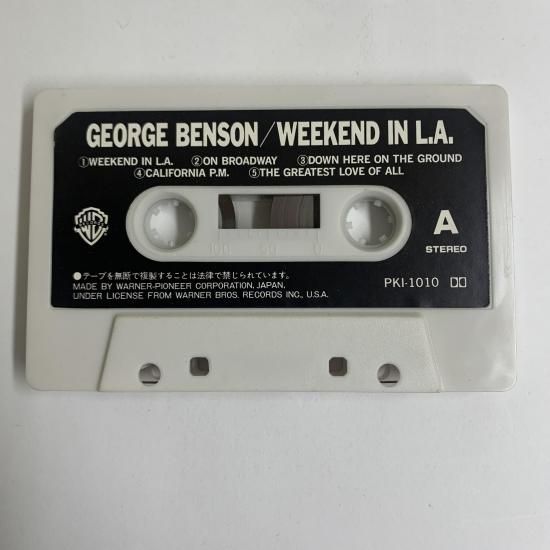 GEORGE BENSON/WEEKEND IN L.A.
①WEEKEND IN L.A. ②ON BROADWAY ③DOWN HERE ON THE GROUND
④CALIFORNIA P.M. ⑤THE GREATEST LOVE OF ALL
A
STEREO
100 50 0
●テープを無断で複製することは法律で禁じられています。
MADE BY WARNER-PIONEER CORPORATION, JAPAN,
UNDER LICENSE FROM WARNER BROS. RECORDS INC., U.S.A.
PKI-1010